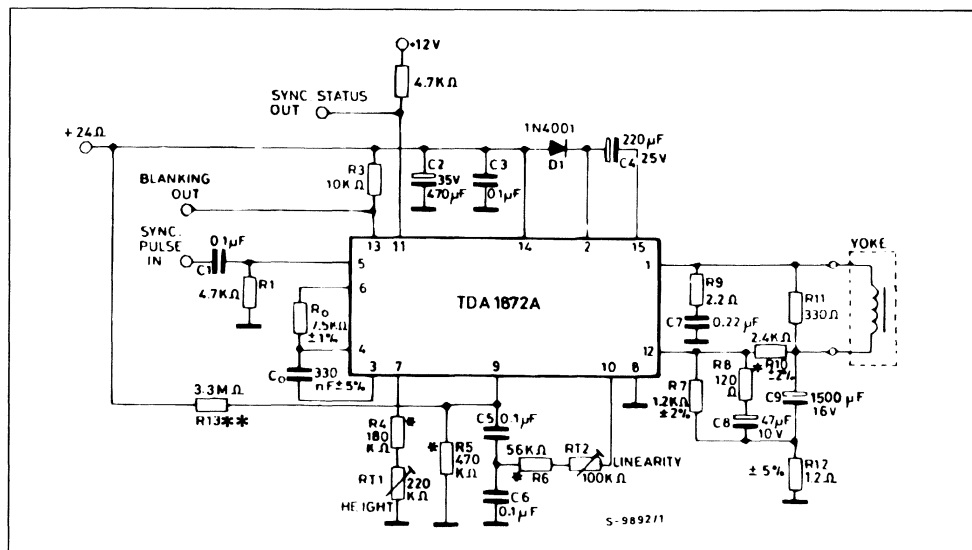 +12V
4.7KΩ
SYNC STATUS
OUT
+24Ω
1N4001
D1
220µF
C4 25V
R3
10KΩ
C2
35V
470µF
C3
0.1µF
BLANKING
OUT
SYNC.
PULSE
IN
0.1µF
C1
R1
4.7KΩ
13 11 14 2 15
5
6
4
3 7 9 10 8
1
12
TDA1872A
Ro
7.5KΩ
±1%
Co
330
nF±5%
3.3MΩ
R13**
R4 *
180
KΩ
RT1
220
KΩ
HEIGHT
* R5
470
KΩ
C5 0.1µF
56KΩ
* R6
RT2
100KΩ
LINEARITY
C6
0.1µF
R9
2.2Ω
C7 0.22µF
R11
330Ω
YOKE
2.4KΩ
R10
±2%
R7
1.2KΩ
±2%
R8 *
120
Ω
C8 47µF
10V
C9 1500µF
16V
±5% R12
1.2Ω
S-9892/1